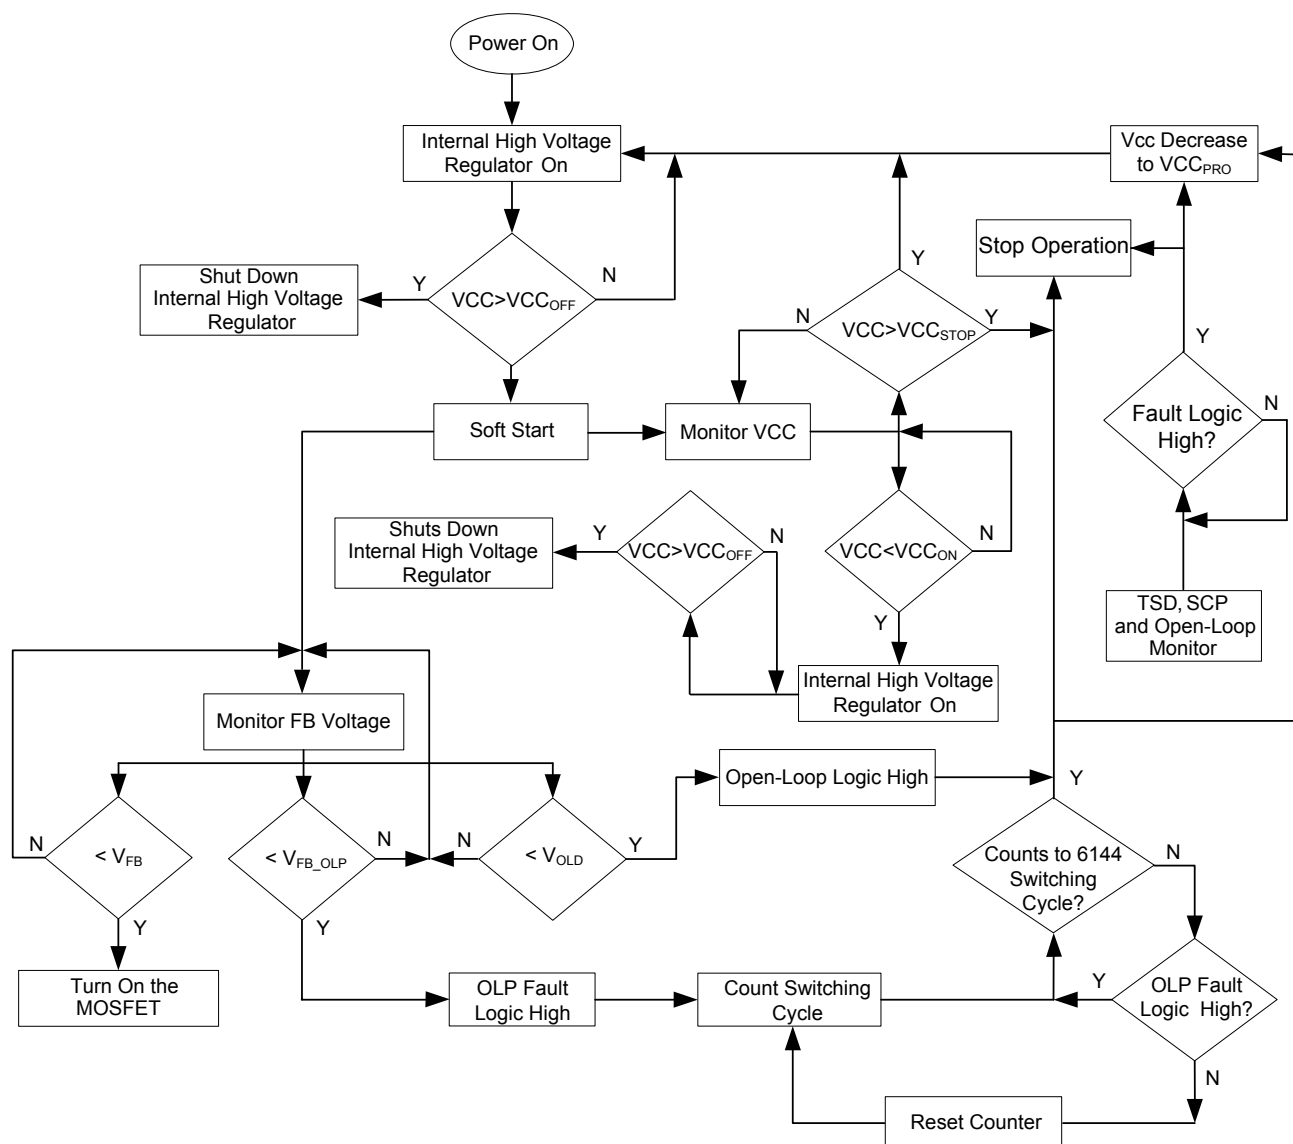 Power On
Internal High Voltage
Regulator On
Vcc Decrease
to VCCPRO
Stop Operation
Shut Down
Internal High Voltage
Regulator
Y
VCC>VCCOFF
N
Y
N
VCC>VCCSTOP
Y
Y
Fault Logic
High?
N
Soft Start
Monitor VCC
Shuts Down
Internal High Voltage
Regulator
Y
VCC>VCCOFF
N
VCC<VCCON
N
Y
TSD, SCP
and Open-Loop
Monitor
Internal High Voltage
Regulator On
Monitor FB Voltage
Open-Loop Logic High
Y
N
< VFB
Y
< VFB_OLP
N
Y
N
< VOLD
Y
Counts to 6144
Switching
Cycle?
N
Turn On the
MOSFET
OLP Fault
Logic High
Count Switching
Cycle
Y
OLP Fault
Logic High?
N
Reset Counter